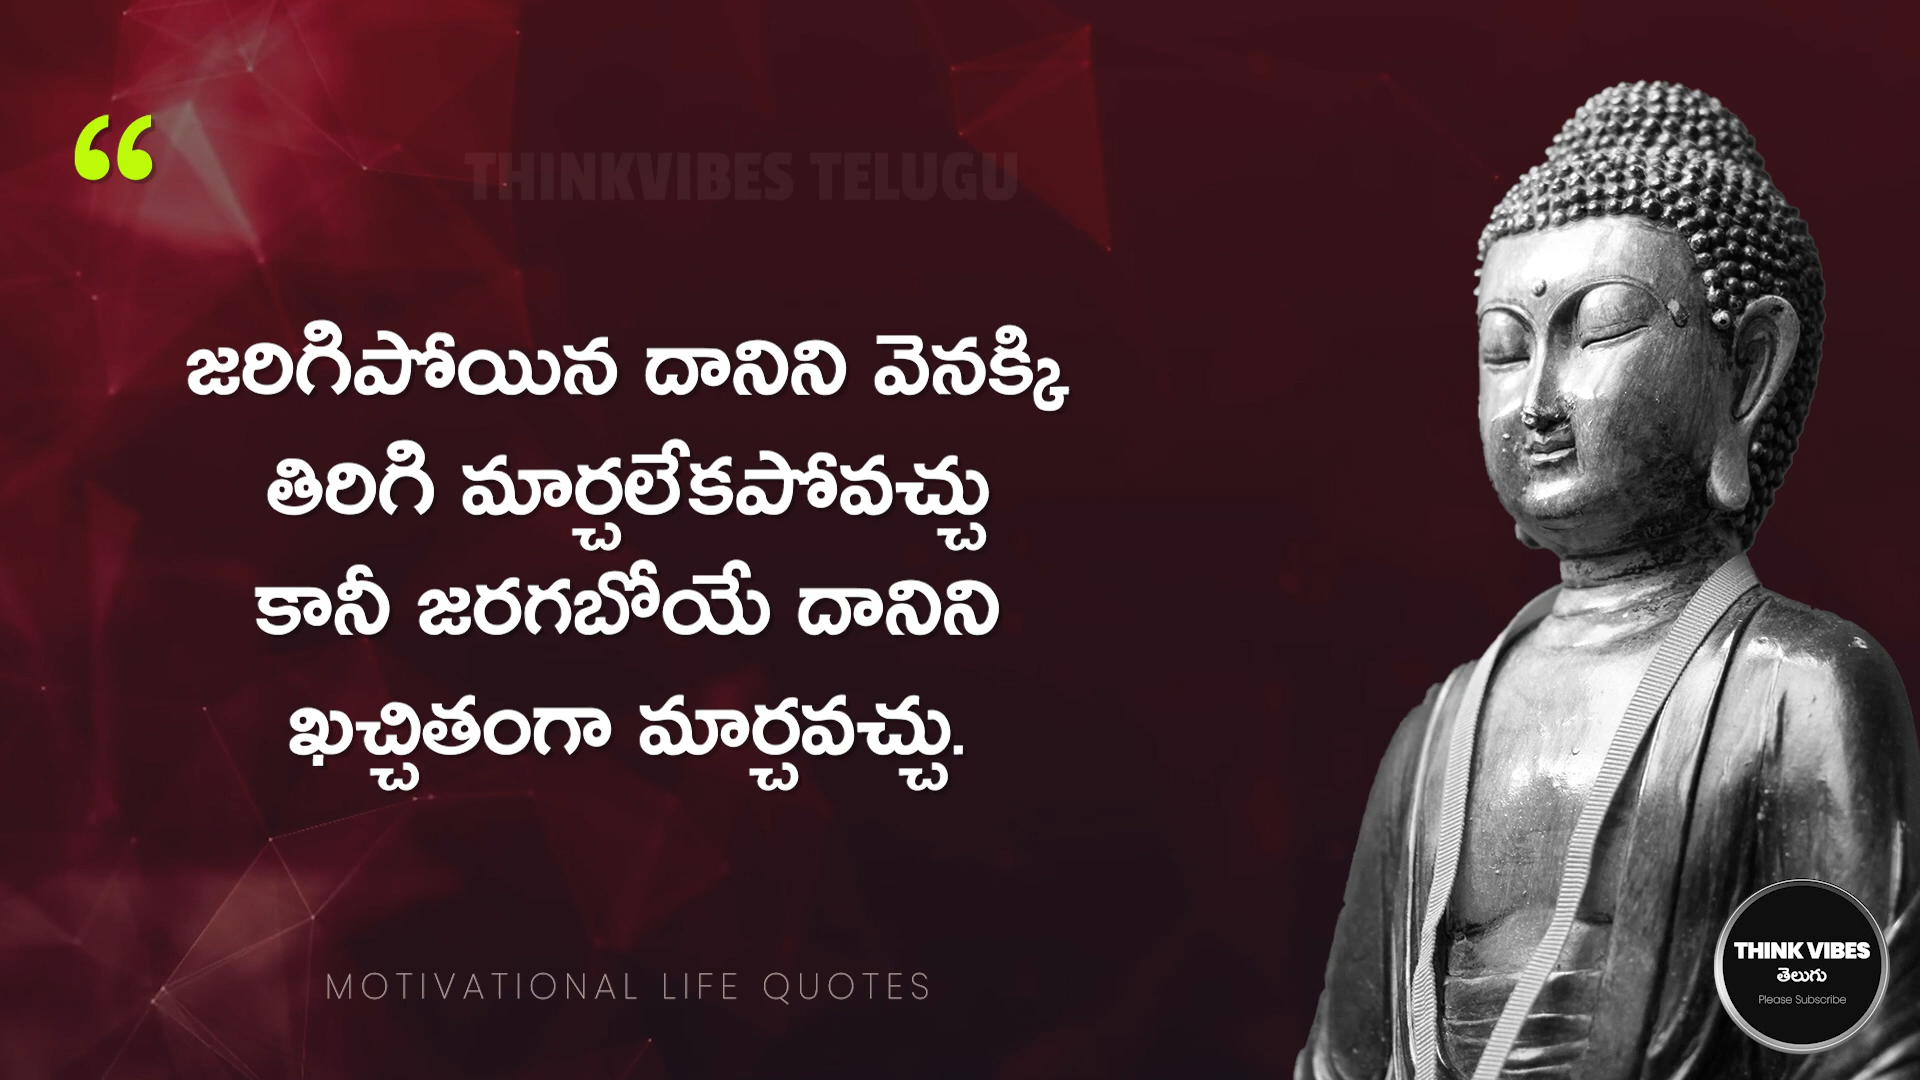 “
THINKVIBES TELUGU
జరిగిపోయిన దానిని వెనక్కి
తిరిగి మార్చలేకపోవచ్చు
కానీ జరగబోయే దానిని
ఖచ్చితంగా మార్చవచ్చు.
MOTIVATIONAL LIFE QUOTES
THINK VIBES
తెలుగు
Please Subscribe